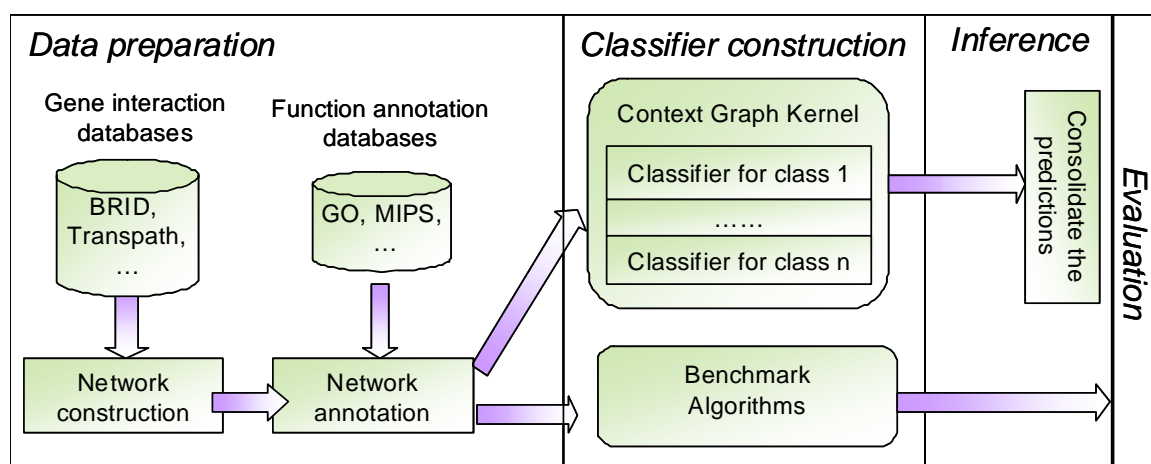 Data preparation
Gene interaction
databases
BRID,
Transpath,
...
Function annotation
databases
GO, MIPS,
...
Network
construction
Network
annotation
Classifier construction
Context Graph Kernel
Classifier for class 1
......
Classifier for class n
Benchmark
Algorithms
Inference
Consolidate the
predictions
Evaluation